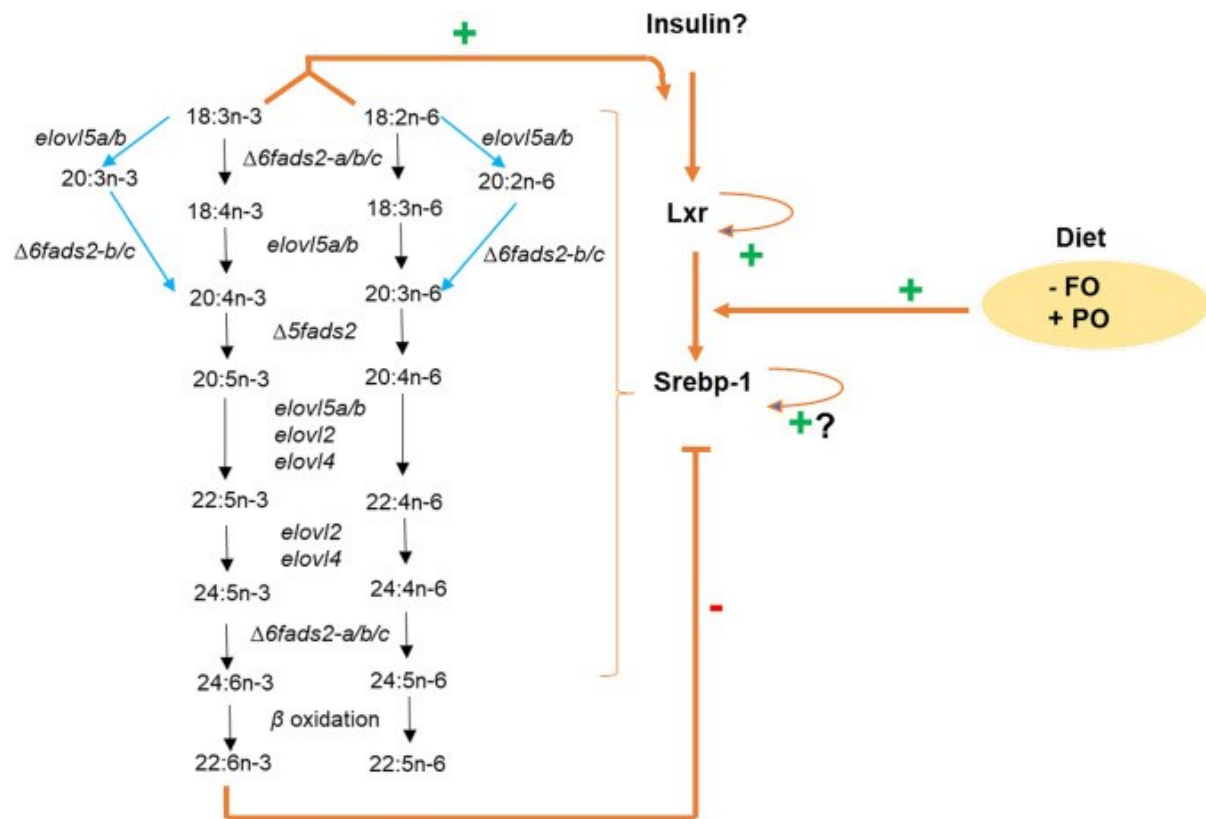 +
Insulin?
18:3n-3
18:2n-6
elovl5a/b
elovl5a/b
Δ6fads2-a/b/c
20:3n-3
20:2n-6
Lxr
18:4n-3
18:3n-6
elovl5a/b
Δ6fads2-b/c
Δ6fads2-b/c
+
Diet
20:4n-3
20:3n-6
+
- FO
+ PO
Δ5fads2
20:5n-3
20:4n-6
Srebp-1
elovl5a/b
elovl2
elovl4
+?
22:5n-3
22:4n-6
elovl2
elovl4
24:5n-3
24:4n-6
-
Δ6fads2-a/b/c
24:6n-3
24:5n-6
β oxidation
22:6n-3
22:5n-6